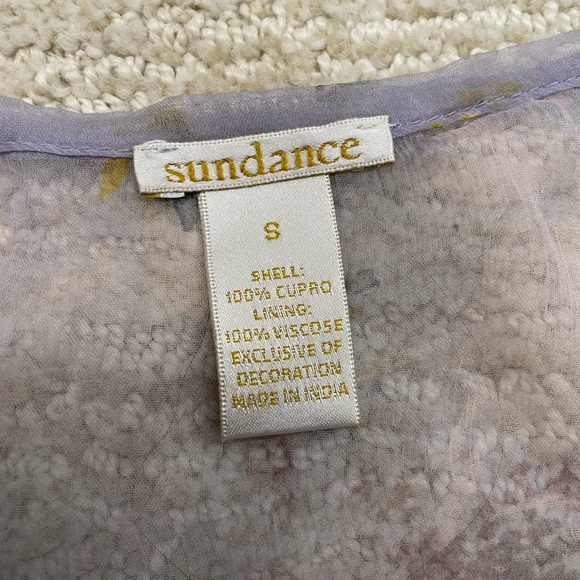 sundance
S
SHELL:
100% CUPRO
LINING:
100% VISCOSE
EXCLUSIVE OF
DECORATION
MADE IN INDIA